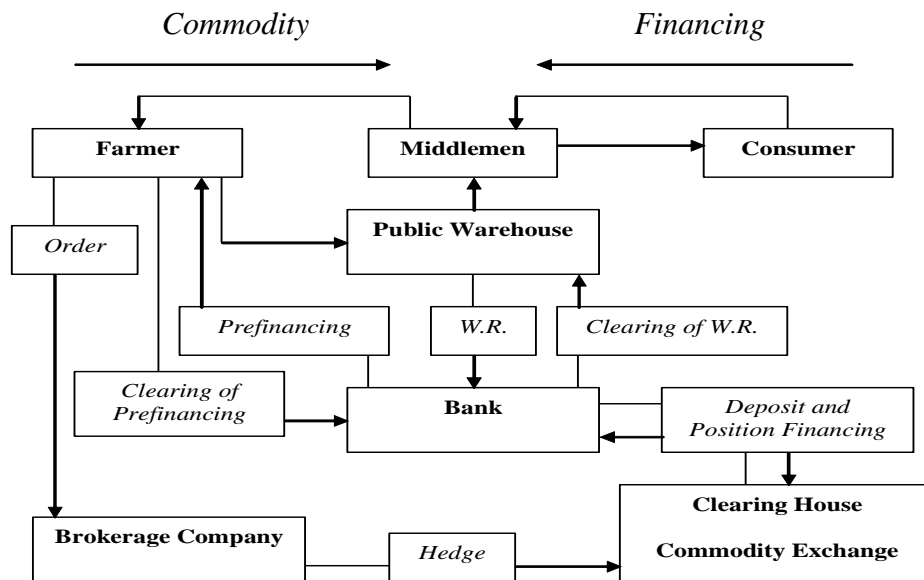 Commodity
Financing
Farmer
Middlemen
Consumer
Public Warehouse
Order
Prefinancing
W.R.
Clearing of W.R.
Clearing of
Prefinancing
Bank
Deposit and
Position Financing
Brokerage Company
Hedge
Clearing House
Commodity Exchange